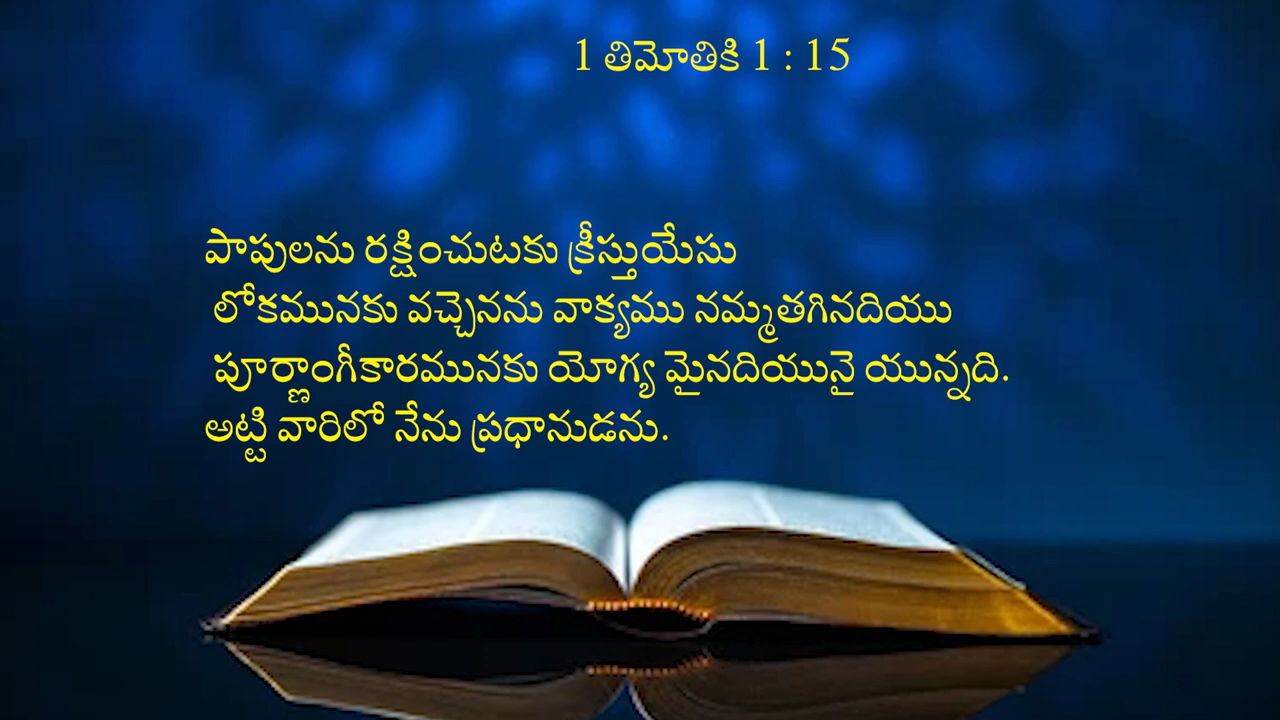 1 తిమోతికి 1 : 15
పాపులను రక్షించుటకు క్రీస్తుయేసు
లోకమునకు వచ్చెనను వాక్యము నమ్మతగినదియు
పూర్ణాంగీకారమునకు యోగ్య మైనదియునై యున్నది.
అట్టి వారిలో నేను ప్రధానుడను.